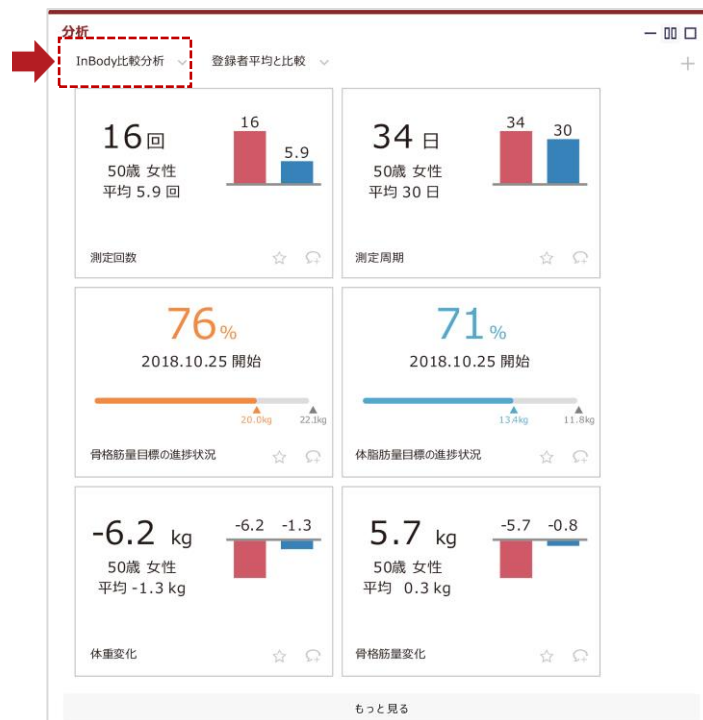 分析
InBody比較分析 登録者平均と比較
16回
50歳 女性
平均 5.9 回
16
5.9
測定回数
34 日
50歳 女性
平均 30 日
34
30
測定周期
76%
2018.10.25 開始
20.0kg
22.1kg
骨格筋量目標の進捗状況
71%
2018.10.25 開始
13.4kg
11.8kg
体脂肪量目標の進捗状況
-6.2 kg
50歳 女性
平均 -1.3 kg
-6.2 -1.3
体重変化
5.7 kg
50歳 女性
平均 0.3 kg
-5.7 -0.8
骨格筋量変化
もっと見る